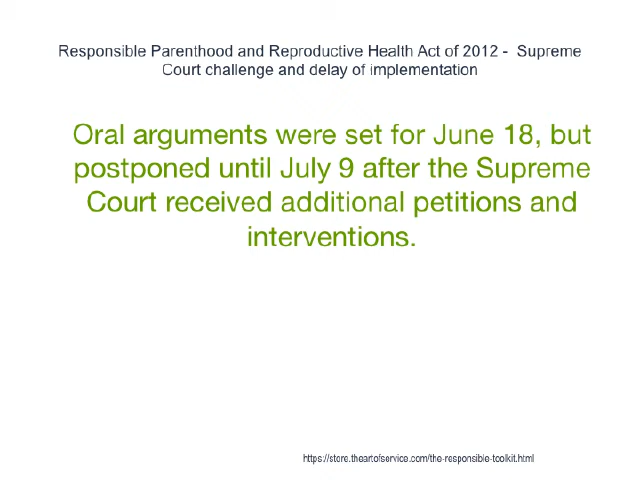 Responsible Parenthood and Reproductive Health Act of 2012 -  Supreme
Court challenge and delay of implementation
Oral arguments were set for June 18, but
postponed until July 9 after the Supreme
Court received additional petitions and
interventions.
https://store.theartofservice.com/the-responsible-toolkit.html